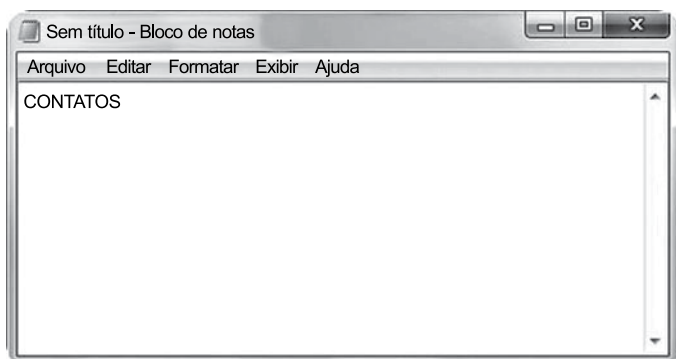 Sem título - Bloco de notas
Arquivo Editar Formatar Exibir Ajuda
CONTATOS